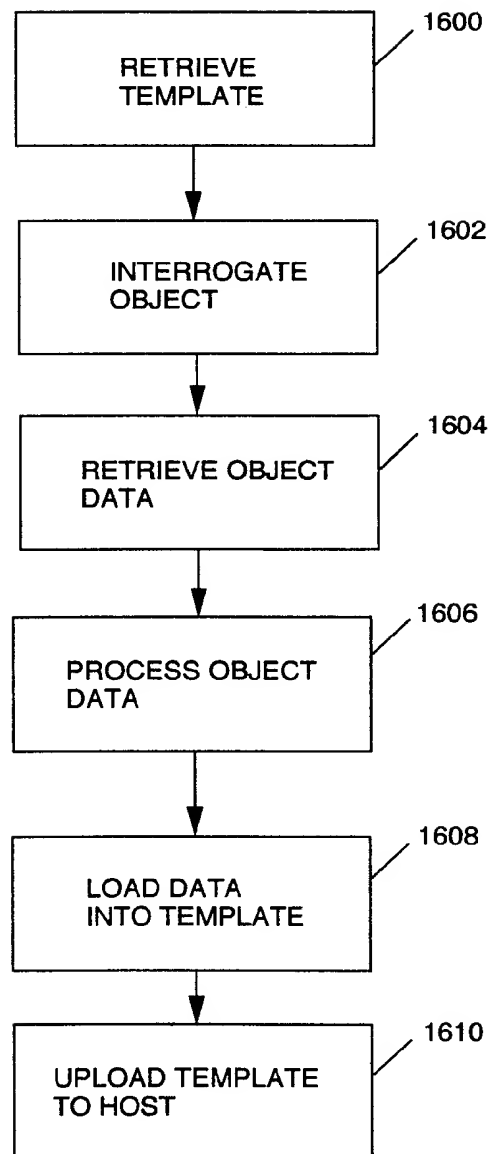 1600
RETRIEVE
TEMPLATE
1602
INTERROGATE
OBJECT
1604
RETRIEVE OBJECT
DATA
1606
PROCESS OBJECT
DATA
1608
LOAD DATA
INTO TEMPLATE
1610
UPLOAD TEMPLATE
TO HOST